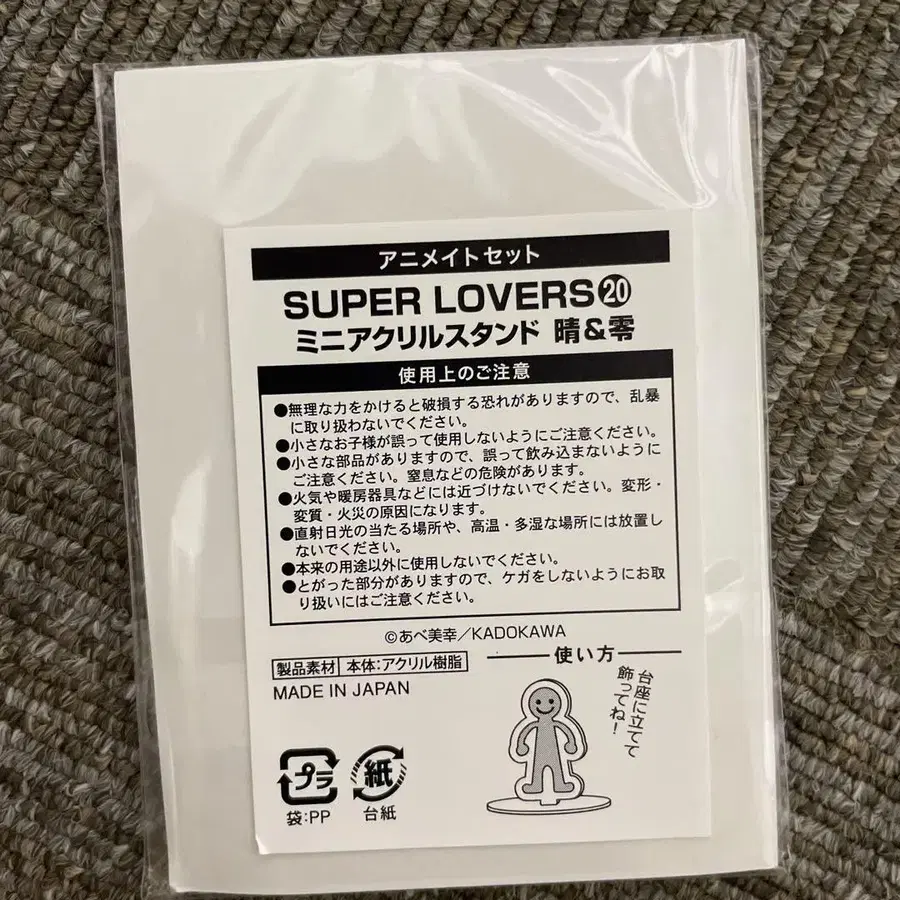 アニメイトセット
SUPER LOVERS⑳
ミニアクリルスタンド 晴&零
使用上のご注意
●無理な力をかけると破損する恐れがありますので、乱暴
に取り扱わないでください。
●小さなお子様が誤って使用しないようにご注意ください。
●小さな部品がありますので、誤って飲み込まないように
ご注意ください。窒息などの危険があります。
●火気や暖房器具などには近づけないでください。変形・
変質・火災の原因になります。
●直射日光の当たる場所や、高温・多湿な場所には放置し
ないでください。
●本来の用途以外に使用しないでください。
●とがった部分がありますので、ケガをしないようにお取
り扱いにはご注意ください。
©あべ美幸／KADOKAWA
製品素材 本体:アクリル樹脂
MADE IN JAPAN
使い方
台座に立てて
飾ってね!
プラ
袋:PP
紙
台紙